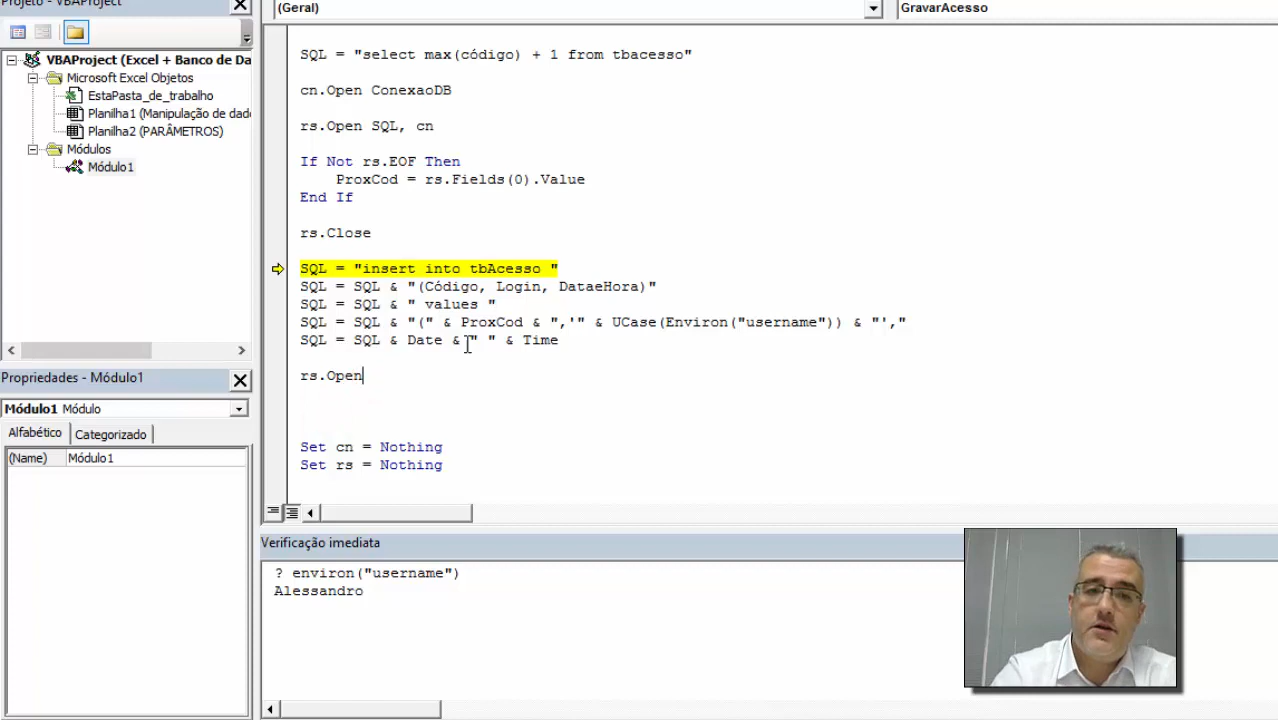 Projeto - VBAProject
(Geral)
GravarAcesso
VBAProject (Excel + Banco de Da
Microsoft Excel Objetos
EstaPasta_de_trabalho
Planilha1 (Manipulação de dado
Planilha2 (PARÂMETROS)
Módulos
Módulo1
SQL = "select max(código) + 1 from tbacesso"
cn.Open ConexaoDB
rs.Open SQL, cn
If Not rs.EOF Then
ProxCod = rs.Fields(0).Value
End If
rs.Close
SQL = "insert into tbAcesso "
SQL = SQL & "(Código, Login, DataeHora)"
SQL = SQL & " values "
SQL = SQL & "(" & ProxCod & ",'" & UCase(Environ("username")) & "',"
SQL = SQL & Date & " " & Time
rs.Open
Set cn = Nothing
Set rs = Nothing
Propriedades - Módulo1
Módulo1 Módulo
Alfabético Categorizado
(Name) Módulo1
Verificação imediata
? environ("username")
Alessandro